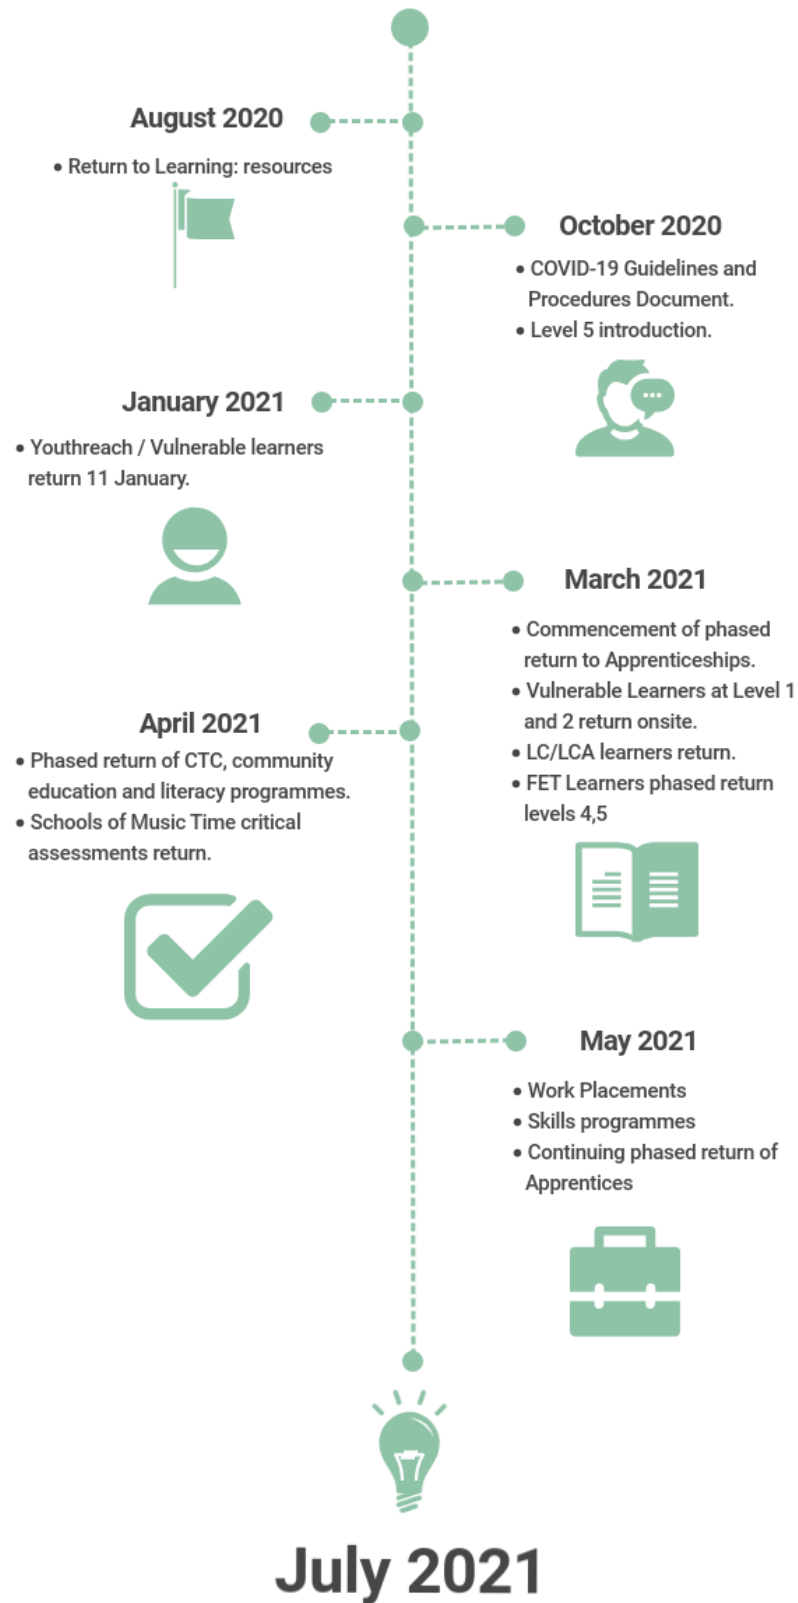 August 2020
• Return to Learning: resources
October 2020
• COVID-19 Guidelines and
Procedures Document.
• Level 5 introduction.
January 2021
• Youthreach / Vulnerable learners
return 11 January.
March 2021
• Commencement of phased
return to Apprenticeships.
• Vulnerable Learners at Level 1
and 2 return onsite.
• LC/LCA learners return.
• FET Learners phased return
levels 4,5
April 2021
• Phased return of CTC, community
education and literacy programmes.
• Schools of Music Time critical
assessments return.
May 2021
• Work Placements
• Skills programmes
• Continuing phased return of
Apprentices
July 2021